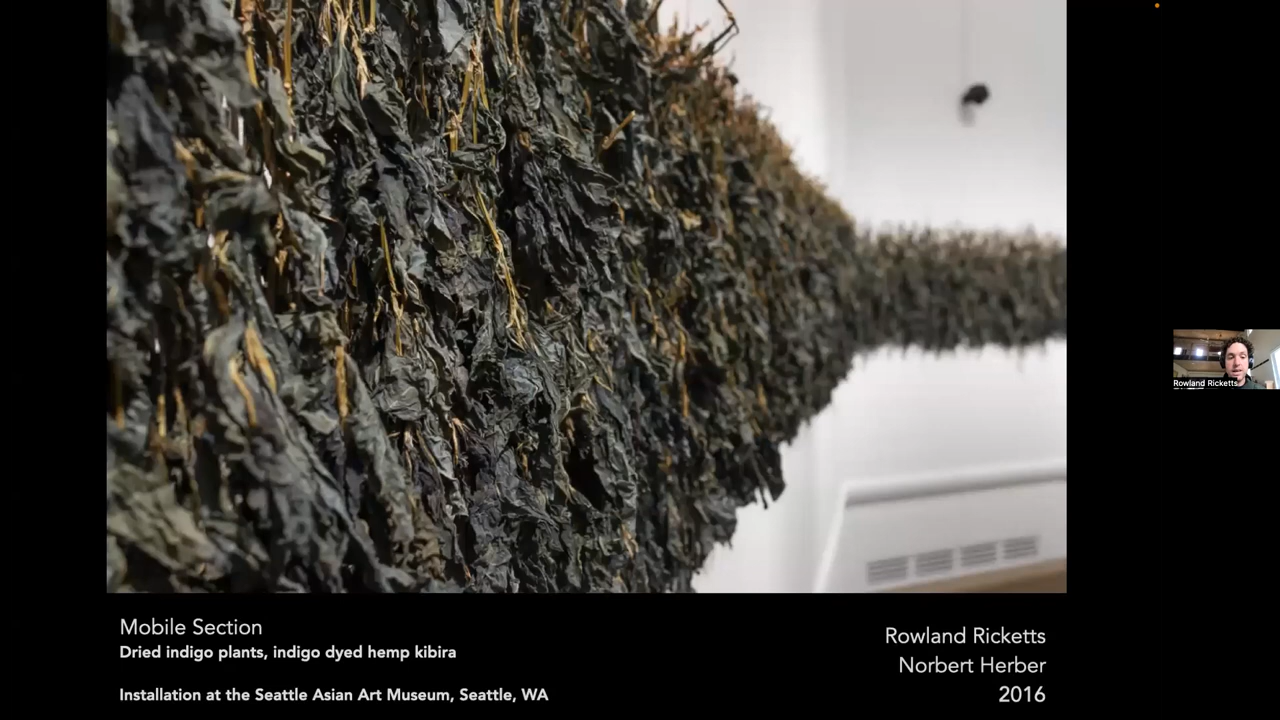 Mobile Section
Dried indigo plants, indigo dyed hemp kibira
Installation at the Seattle Asian Art Museum, Seattle, WA
Rowland Ricketts
Norbert Herber
2016
Rowland Ricketts